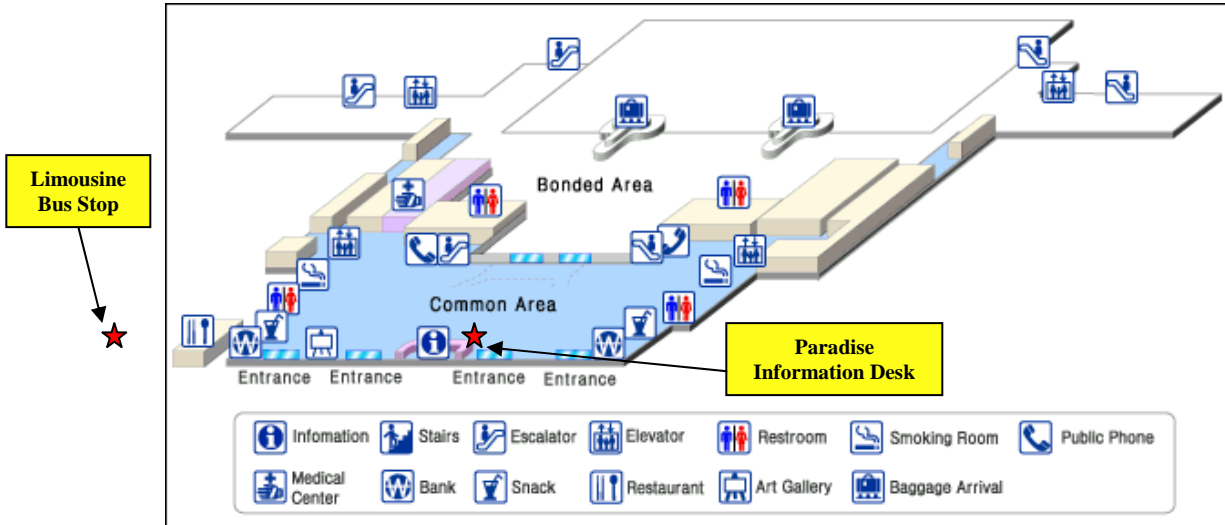 Limousine
Bus Stop
Bonded Area
Common Area
Paradise
Information Desk
Entrance
Entrance
Entrance
Entrance
Infomation
Stairs
Escalator
Elevator
Restroom
Smoking Room
Public Phone
Medical
Center
Bank
Snack
Restaurant
Art Gallery
Baggage Arrival